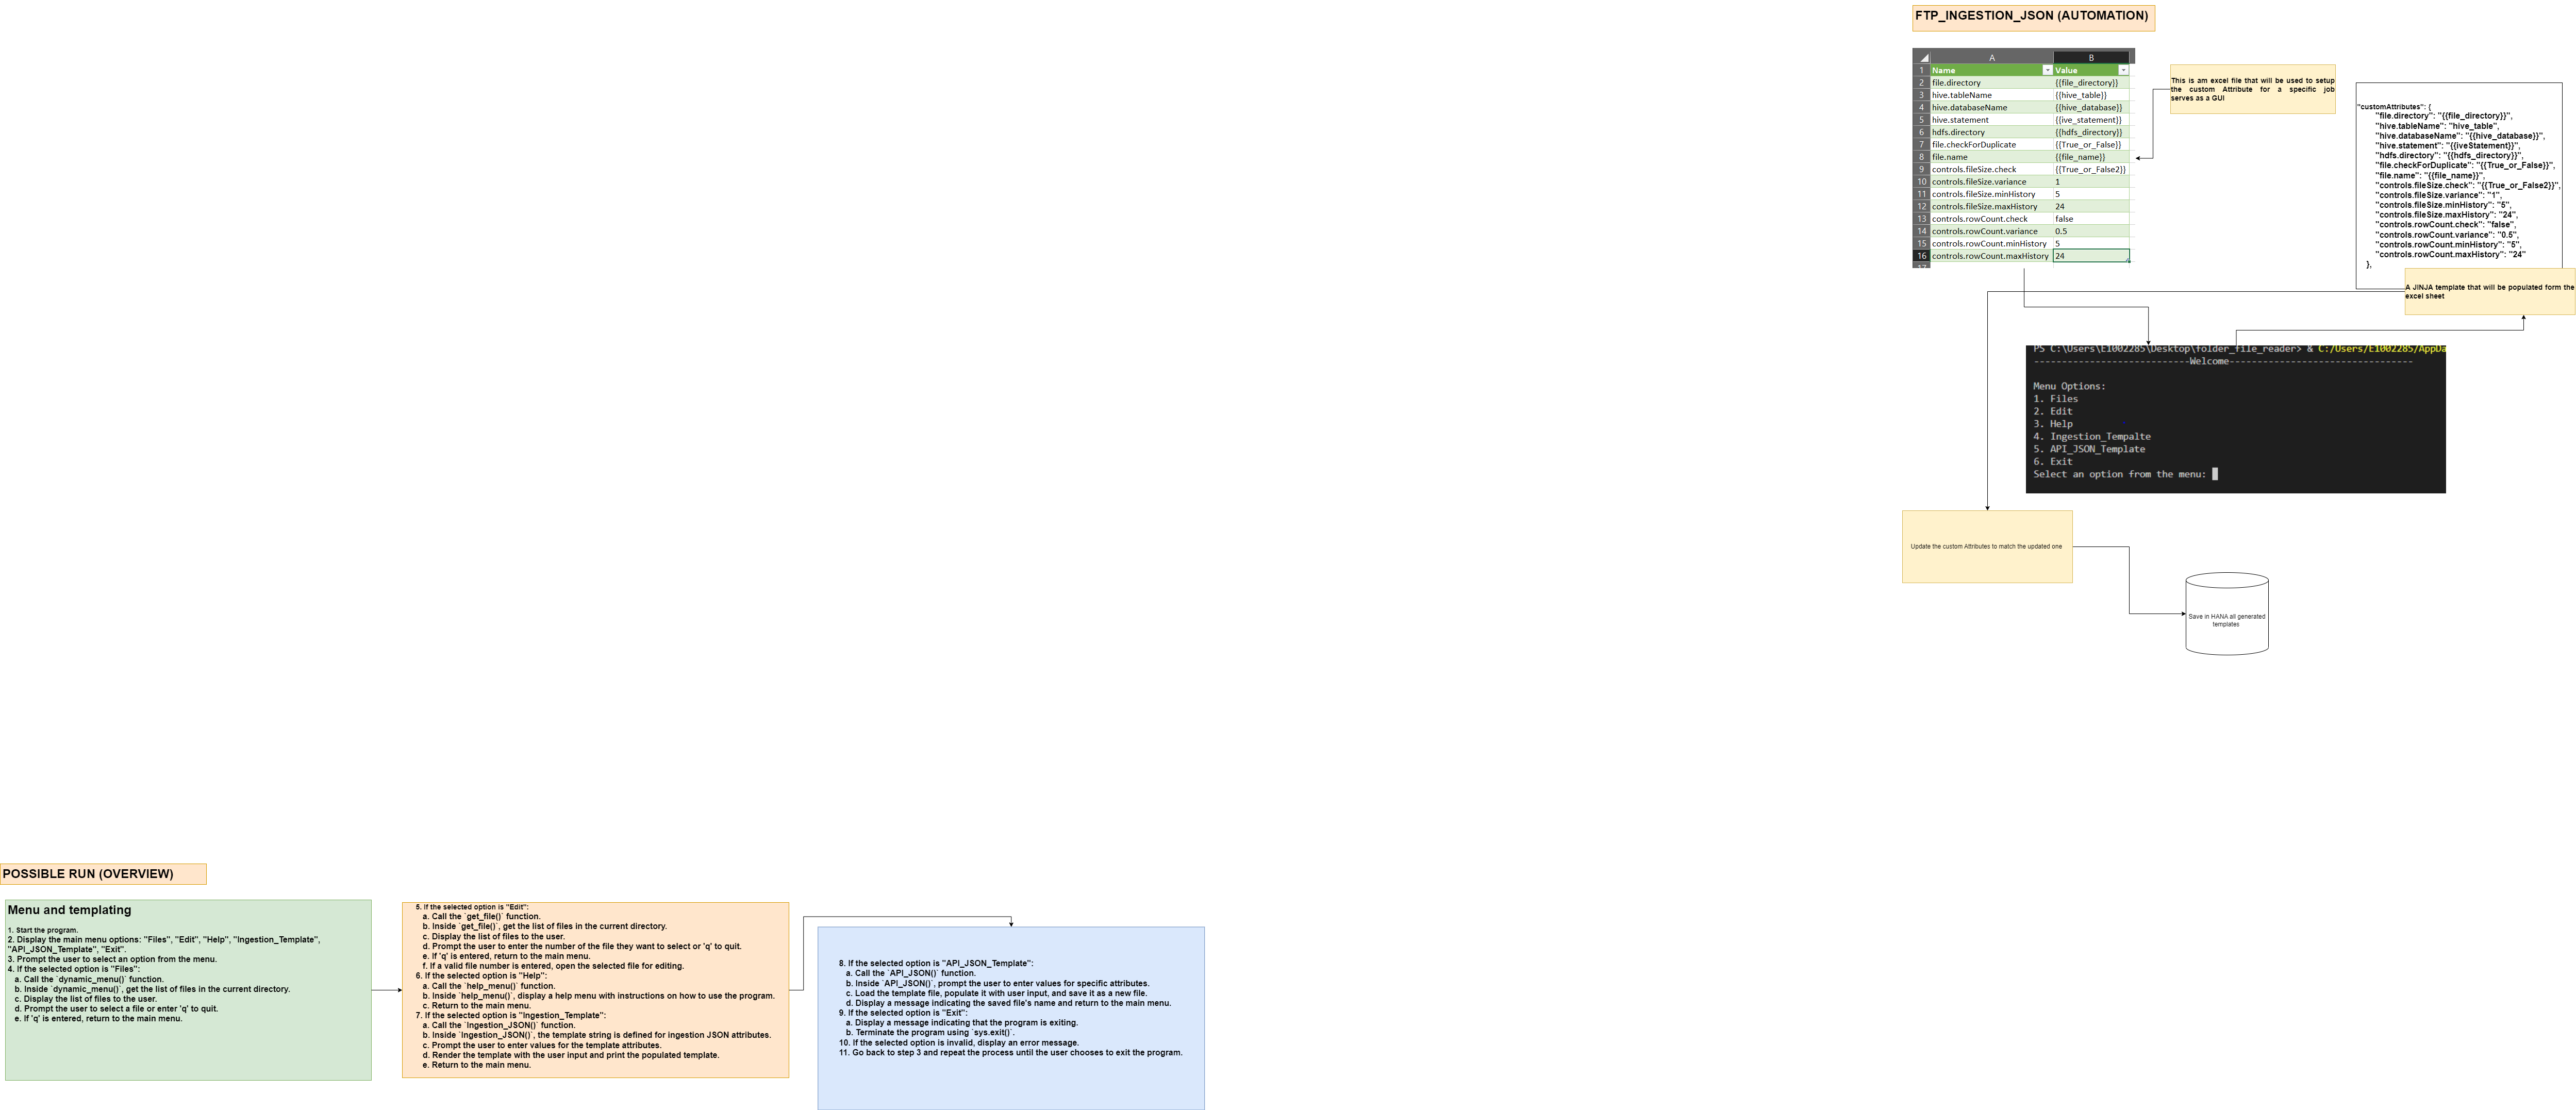 FTP_INGESTION_JSON (AUTOMATION)
A B
1 Name Value
2 file.directory {{file_directory}}
3 hive.tableName {{hive_table}}
4 hive.databaseName {{hive_database}}
5 hive.statement {{ive_statement}}
6 hdfs.directory {{hdfs_directory}}
7 file.checkForDuplicate {{True_or_False}}
8 file.name {{file_name}}
9 controls.fileSize.check {{True_or_False2}}
10 controls.fileSize.variance 1
11 controls.fileSize.minHistory 5
12 controls.fileSize.maxHistory 24
13 controls.rowCount.check false
14 controls.rowCount.variance 0.5
15 controls.rowCount.minHistory 5
16 controls.rowCount.maxHistory 24
17
This is am excel file that will be used to setup
the custom Attribute for a specific job
serves as a GUI
"customAttributes": {
"file.directory": "{{file_directory}}",
"hive.tableName": "hive_table",
"hive.databaseName": "{{hive_database}}",
"hive.statement": "{{iveStatement}}",
"hdfs.directory": "{{hdfs_directory}}",
"file.checkForDuplicate": "{{True_or_False}}",
"file.name": "{{file_name}}",
"controls.fileSize.check": "{{True_or_False2}}",
"controls.fileSize.variance": "1",
"controls.fileSize.minHistory": "5",
"controls.fileSize.maxHistory": "24",
"controls.rowCount.check": "false",
"controls.rowCount.variance": "0.5",
"controls.rowCount.minHistory": "5",
"controls.rowCount.maxHistory": "24"
},
A JINJA template that will be populated form the
excel sheet
PS C:\Users\E1002285\Desktop\folder_file_reader> & C:/Users/E1002285/AppDa
----------------------------Welcome---------------------------------
Menu Options:
1. Files
2. Edit
3. Help
4. Ingestion_Tempalte
5. API_JSON_Template
6. Exit
Select an option from the menu:
Update the custom Attributes to match the updated one
Save in HANA all generated
templates
POSSIBLE RUN (OVERVIEW)
Menu and templating
1. Start the program.
2. Display the main menu options: "Files", "Edit", "Help", "Ingestion_Template",
"API_JSON_Template", "Exit".
3. Prompt the user to select an option from the menu.
4. If the selected option is "Files":
a. Call the `dynamic_menu()` function.
b. Inside `dynamic_menu()`, get the list of files in the current directory.
c. Display the list of files to the user.
d. Prompt the user to select a file or enter 'q' to quit.
e. If 'q' is entered, return to the main menu.
5. If the selected option is "Edit":
a. Call the `get_file()` function.
b. Inside `get_file()`, get the list of files in the current directory.
c. Display the list of files to the user.
d. Prompt the user to enter the number of the file they want to select or 'q' to quit.
e. If 'q' is entered, return to the main menu.
f. If a valid file number is entered, open the selected file for editing.
6. If the selected option is "Help":
a. Call the `help_menu()` function.
b. Inside `help_menu()`, display a help menu with instructions on how to use the program.
c. Return to the main menu.
7. If the selected option is "Ingestion_Template":
a. Call the `Ingestion_JSON()` function.
b. Inside `Ingestion_JSON()`, the template string is defined for ingestion JSON attributes.
c. Prompt the user to enter values for the template attributes.
d. Render the template with the user input and print the populated template.
e. Return to the main menu.
8. If the selected option is "API_JSON_Template":
a. Call the `API_JSON()` function.
b. Inside `API_JSON()`, prompt the user to enter values for specific attributes.
c. Load the template file, populate it with user input, and save it as a new file.
d. Display a message indicating the saved file's name and return to the main menu.
9. If the selected option is "Exit":
a. Display a message indicating that the program is exiting.
b. Terminate the program using `sys.exit()`.
10. If the selected option is invalid, display an error message.
11. Go back to step 3 and repeat the process until the user chooses to exit the program.